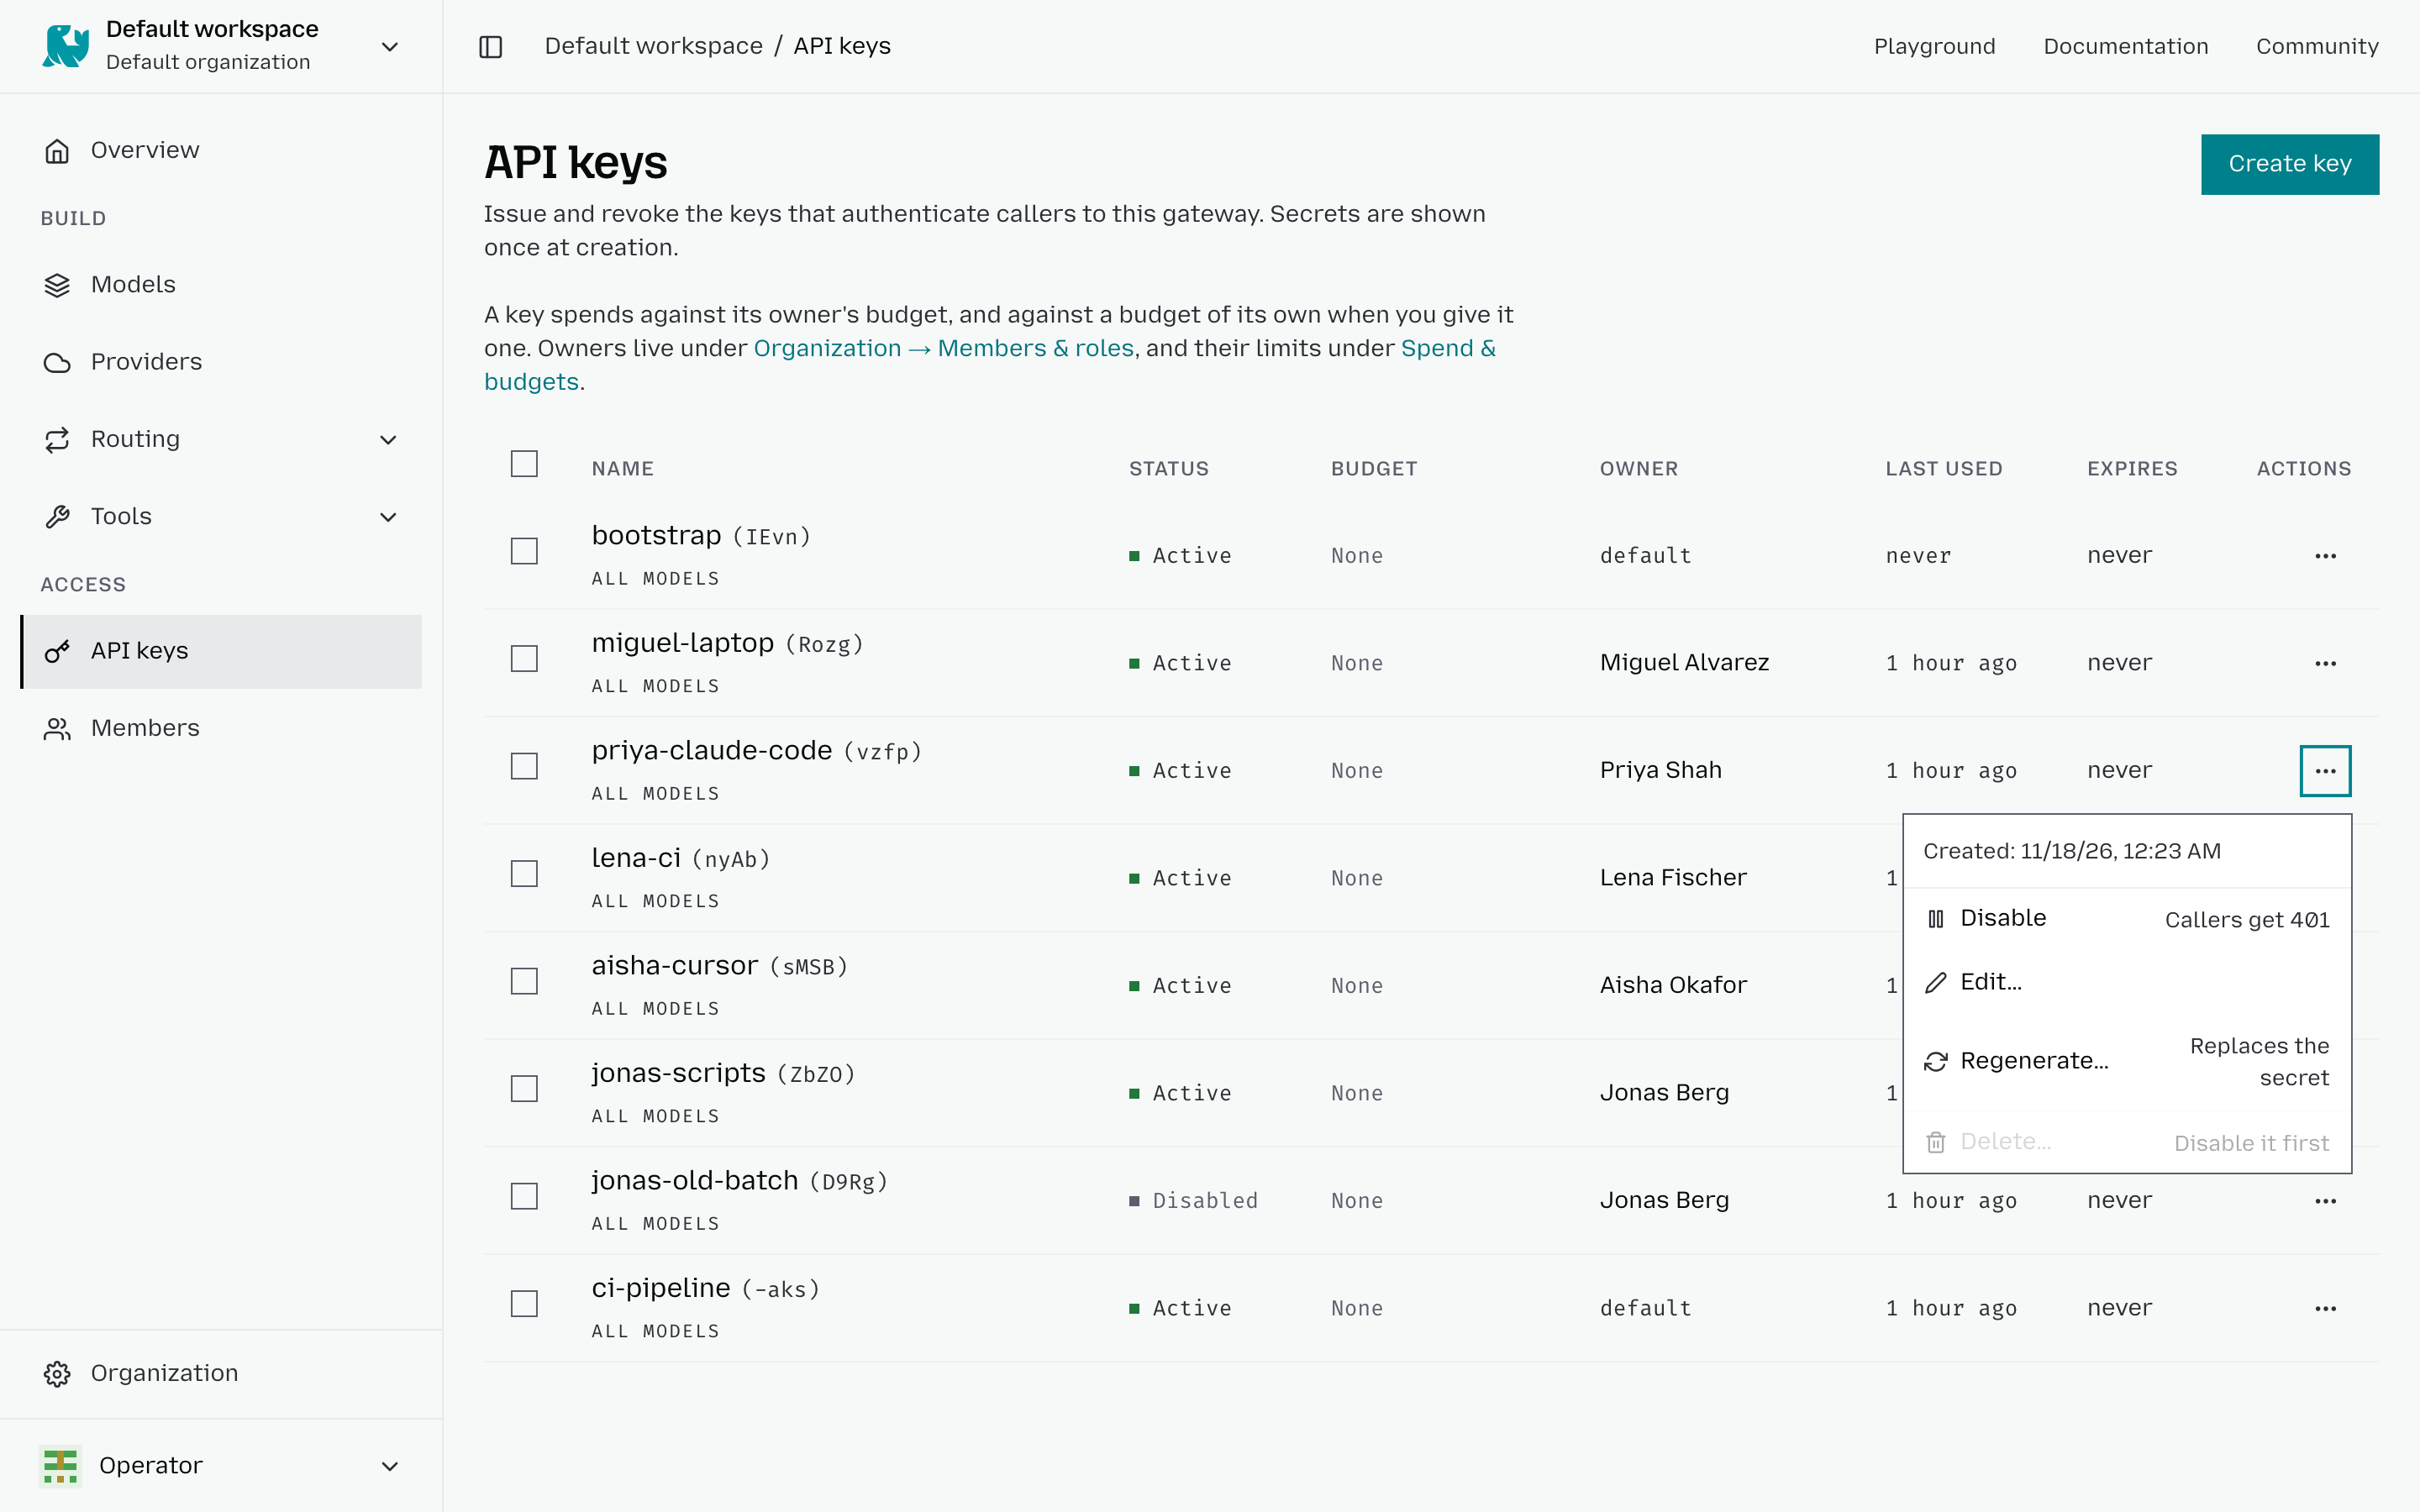 Default workspace
Default organization
Default workspace / API keys
Playground
Documentation
Community
Overview
BUILD
Models
Providers
Routing
Tools
ACCESS
API keys
Members
Organization
Operator
API keys
Create key
Issue and revoke the keys that authenticate callers to this gateway. Secrets are shown
once at creation.
A key spends against its owner's budget, and against a budget of its own when you give it
one. Owners live under Organization → Members & roles, and their limits under Spend &
budgets.
NAME STATUS BUDGET OWNER LAST USED EXPIRES ACTIONS
bootstrap (IEvn)
ALL MODELS
Active None default never never
miguel-laptop (Rozg)
ALL MODELS
Active None Miguel Alvarez 1 hour ago never
priya-claude-code (vzfp)
ALL MODELS
Active None Priya Shah 1 hour ago never
lena-ci (nyAb)
ALL MODELS
Active None Lena Fischer 1
aisha-cursor (sMSB)
ALL MODELS
Active None Aisha Okafor 1
jonas-scripts (ZbZO)
ALL MODELS
Active None Jonas Berg 1
jonas-old-batch (D9Rg)
ALL MODELS
Disabled None Jonas Berg 1 hour ago never
ci-pipeline (-aks)
ALL MODELS
Active None default 1 hour ago never
Created: 11/18/26, 12:23 AM
Disable Callers get 401
Edit...
Regenerate... Replaces the
secret
Delete... Disable it first